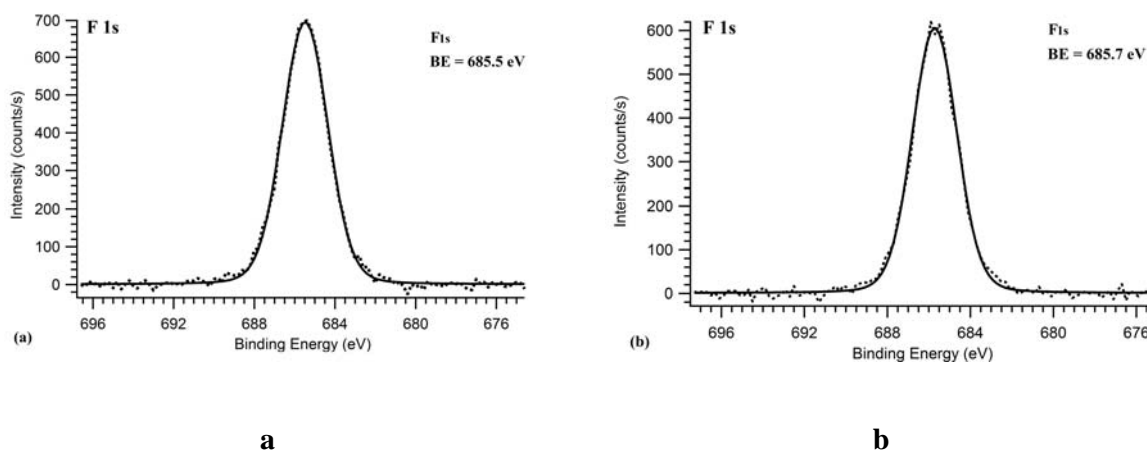 F 1s
F1s
BE = 685.5 eV
Intensity (counts/s)
700
600
500
400
300
200
100
0
696 692 688 684 680 676
Binding Energy (eV)
(a)
a
F 1s
F1s
BE = 685.7 eV
Intensity (counts/s)
600
500
400
300
200
100
0
696 692 688 684 680 676
Binding Energy (eV)
(b)
b